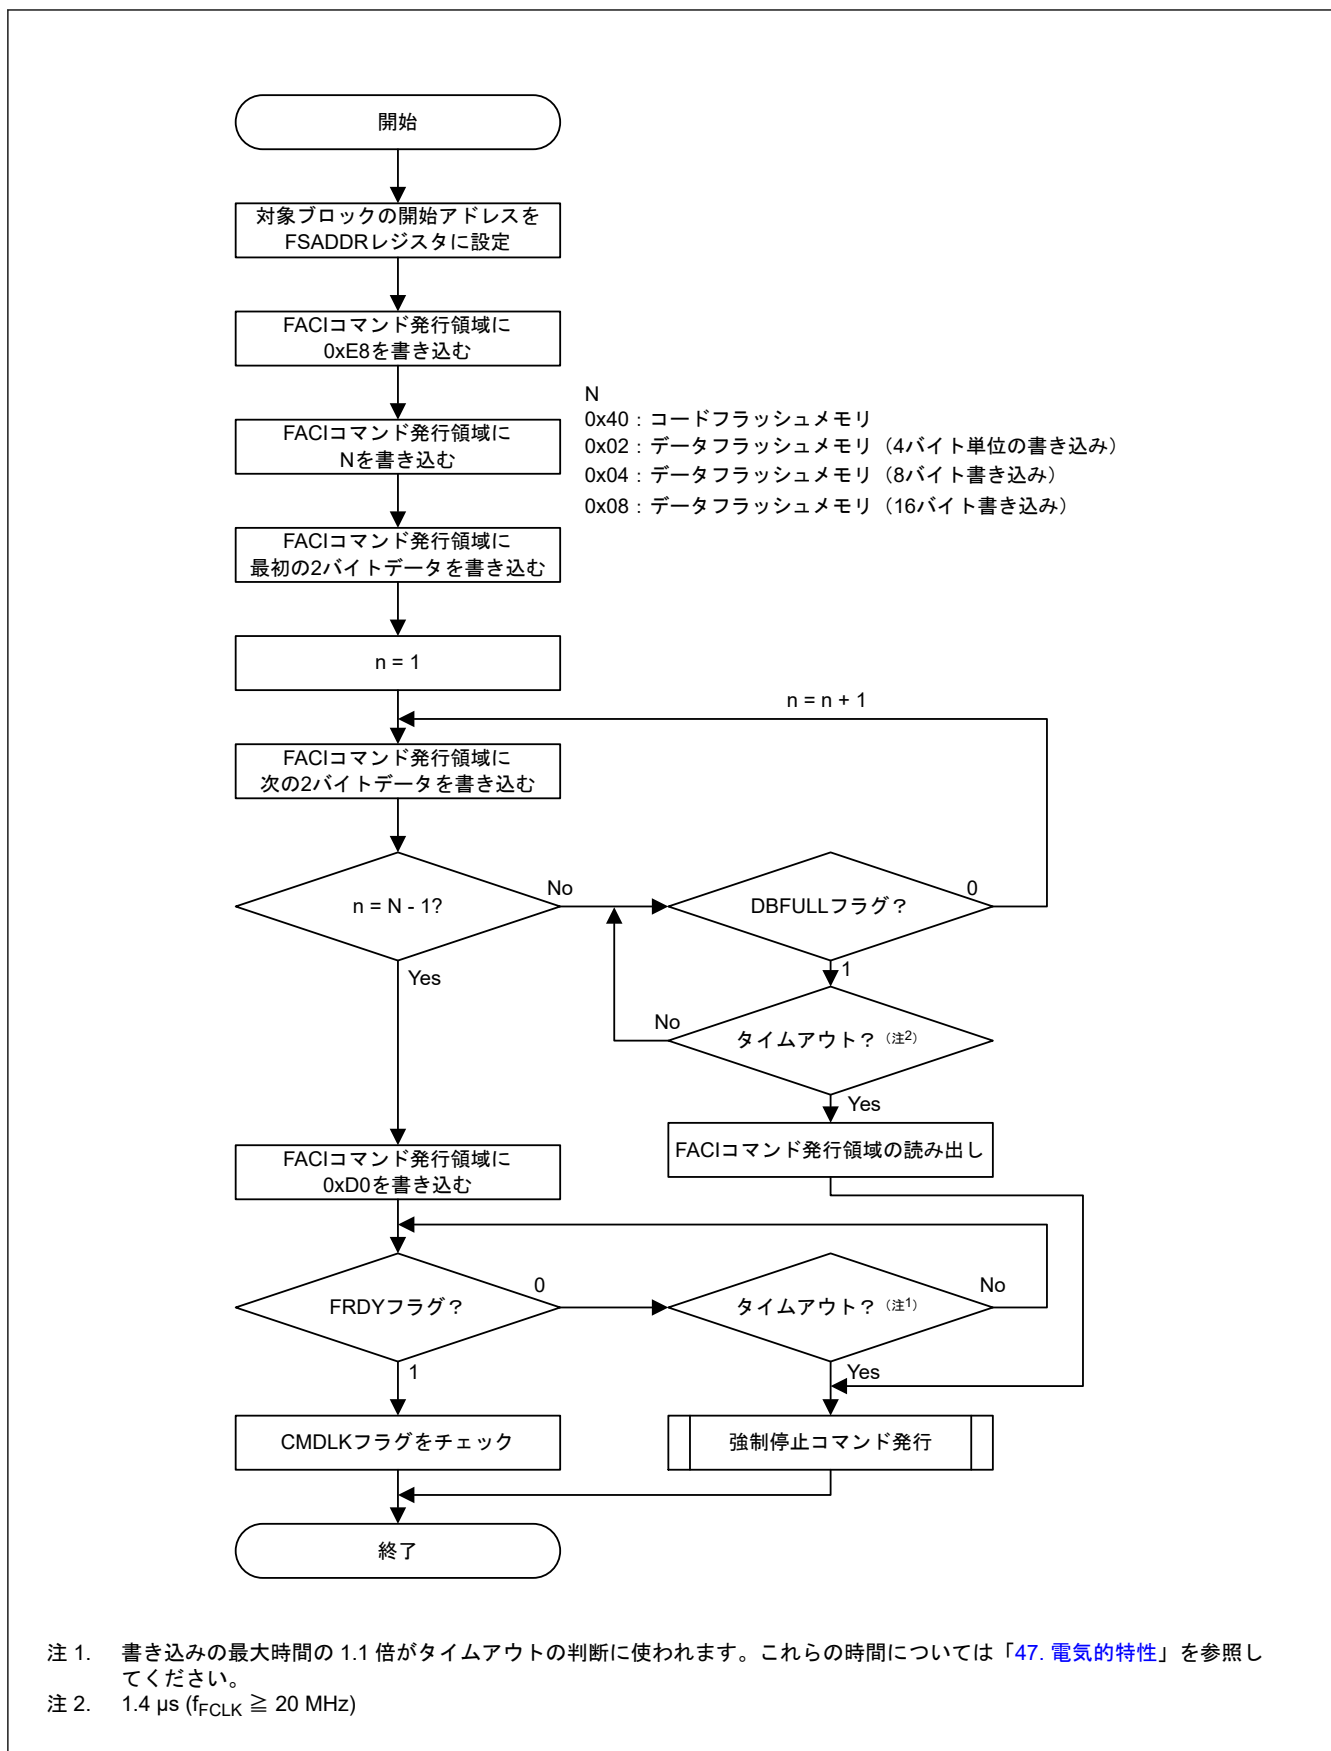 開始
対象ブロックの開始アドレスを
FSADDRレジスタに設定
FACIコマンド発行領域に
0xE8を書き込む
FACIコマンド発行領域に
Nを書き込む
N
0x40：コードフラッシュメモリ
0x02：データフラッシュメモリ（4バイト単位の書き込み）
0x04：データフラッシュメモリ（8バイト書き込み）
0x08：データフラッシュメモリ（16バイト書き込み）
FACIコマンド発行領域に
最初の2バイトデータを書き込む
n = 1
n = n + 1
FACIコマンド発行領域に
次の2バイトデータを書き込む
n = N - 1?
No
DBFULLフラグ？
0
Yes
1
No
タイムアウト？（注2）
Yes
FACIコマンド発行領域の読み出し
FACIコマンド発行領域に
0xD0を書き込む
FRDYフラグ？
0
タイムアウト？（注1）
No
1
Yes
CMDLKフラグをチェック
強制停止コマンド発行
終了
注 1. 書き込みの最大時間の 1.1 倍がタイムアウトの判断に使われます。これらの時間については「47. 電気的特性」を参照し
てください。
注 2. 1.4 µs (fFCLK ≧ 20 MHz)